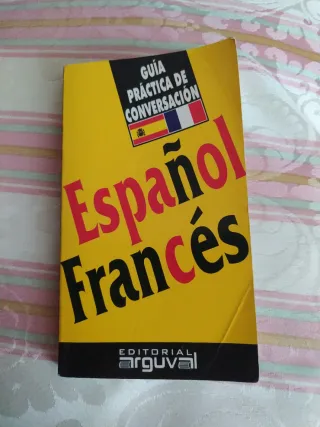 GUÍA
PRÁCTICA DE
CONVERSACIÓN
Español
Francés
EDITORIAL
arguval